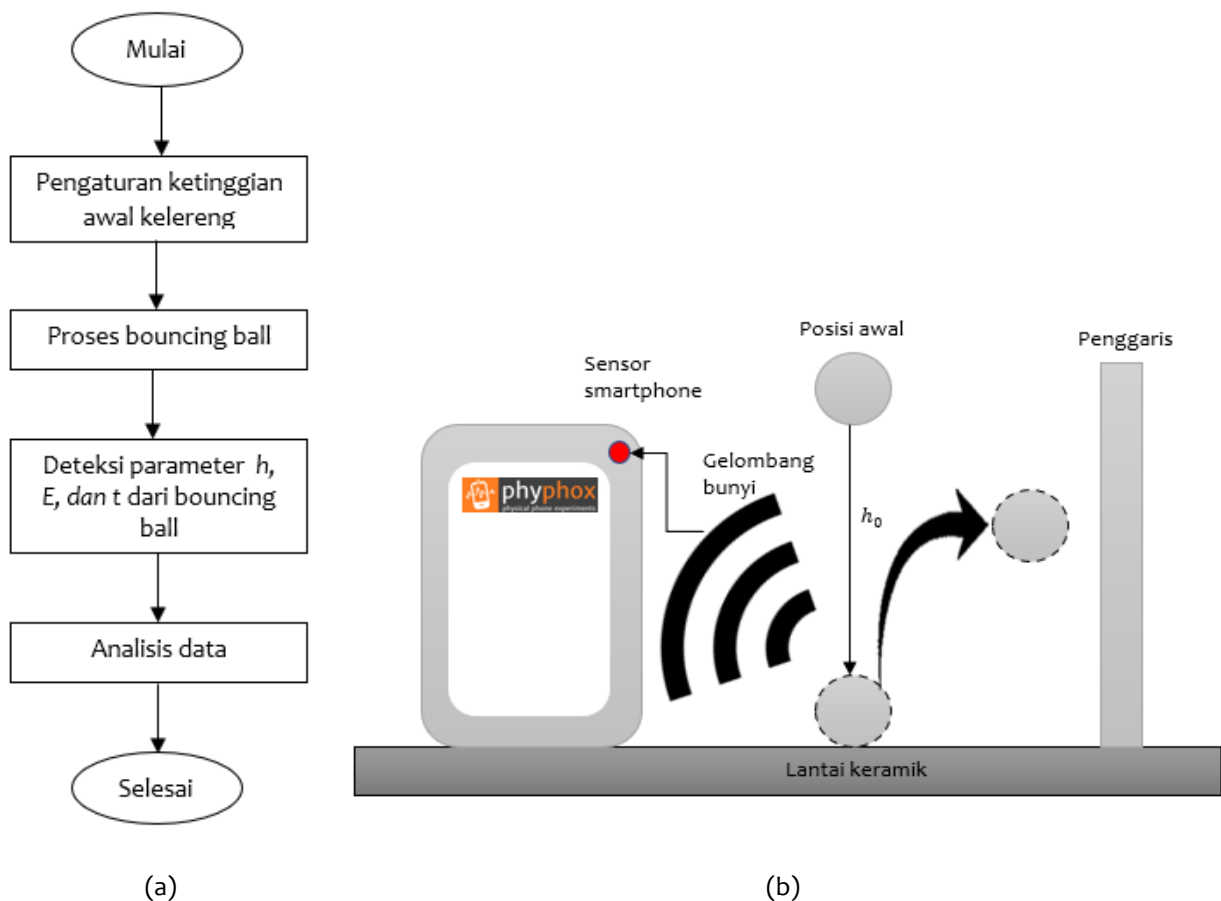 Mulai
Pengaturan ketinggian
awal kelereng
Proses bouncing ball
Deteksi parameter h,
E, dan t dari bouncing
ball
Analisis data
Selesai
(a)
Posisi awal
Penggaris
Sensor
smartphone
Gelombang
bunyi
phyphox
physical phone experiments
h₀
Lantai keramik
(b)